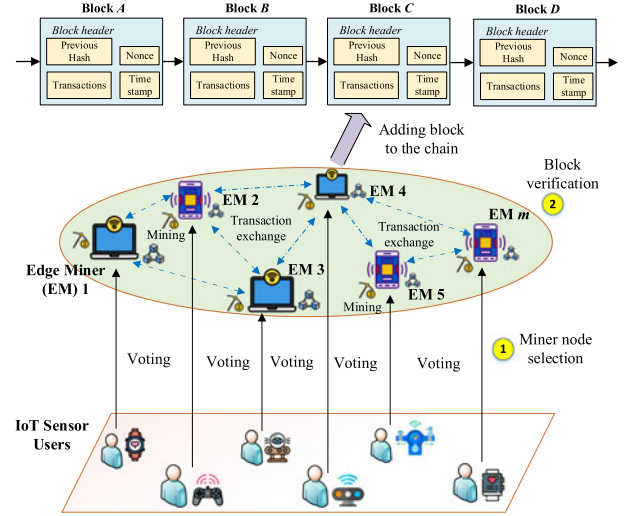 Block A
Block B
Block C
Block D
Block header
Block header
Block header
Block header
Previous
Hash
Nonce
Transactions
Time
stamp
Previous
Hash
Nonce
Transactions
Time
stamp
Previous
Hash
Nonce
Transactions
Time
stamp
Previous
Hash
Nonce
Transactions
Time
stamp
Adding block
to the chain
Block
verification
2
EM 2
EM 4
EM m
Mining
Transaction
exchange
Transaction
exchange
Edge Miner
(EM) 1
EM 3
EM 5
Mining
1
Miner node
selection
Voting
Voting
Voting
Voting
Voting
IoT Sensor
Users